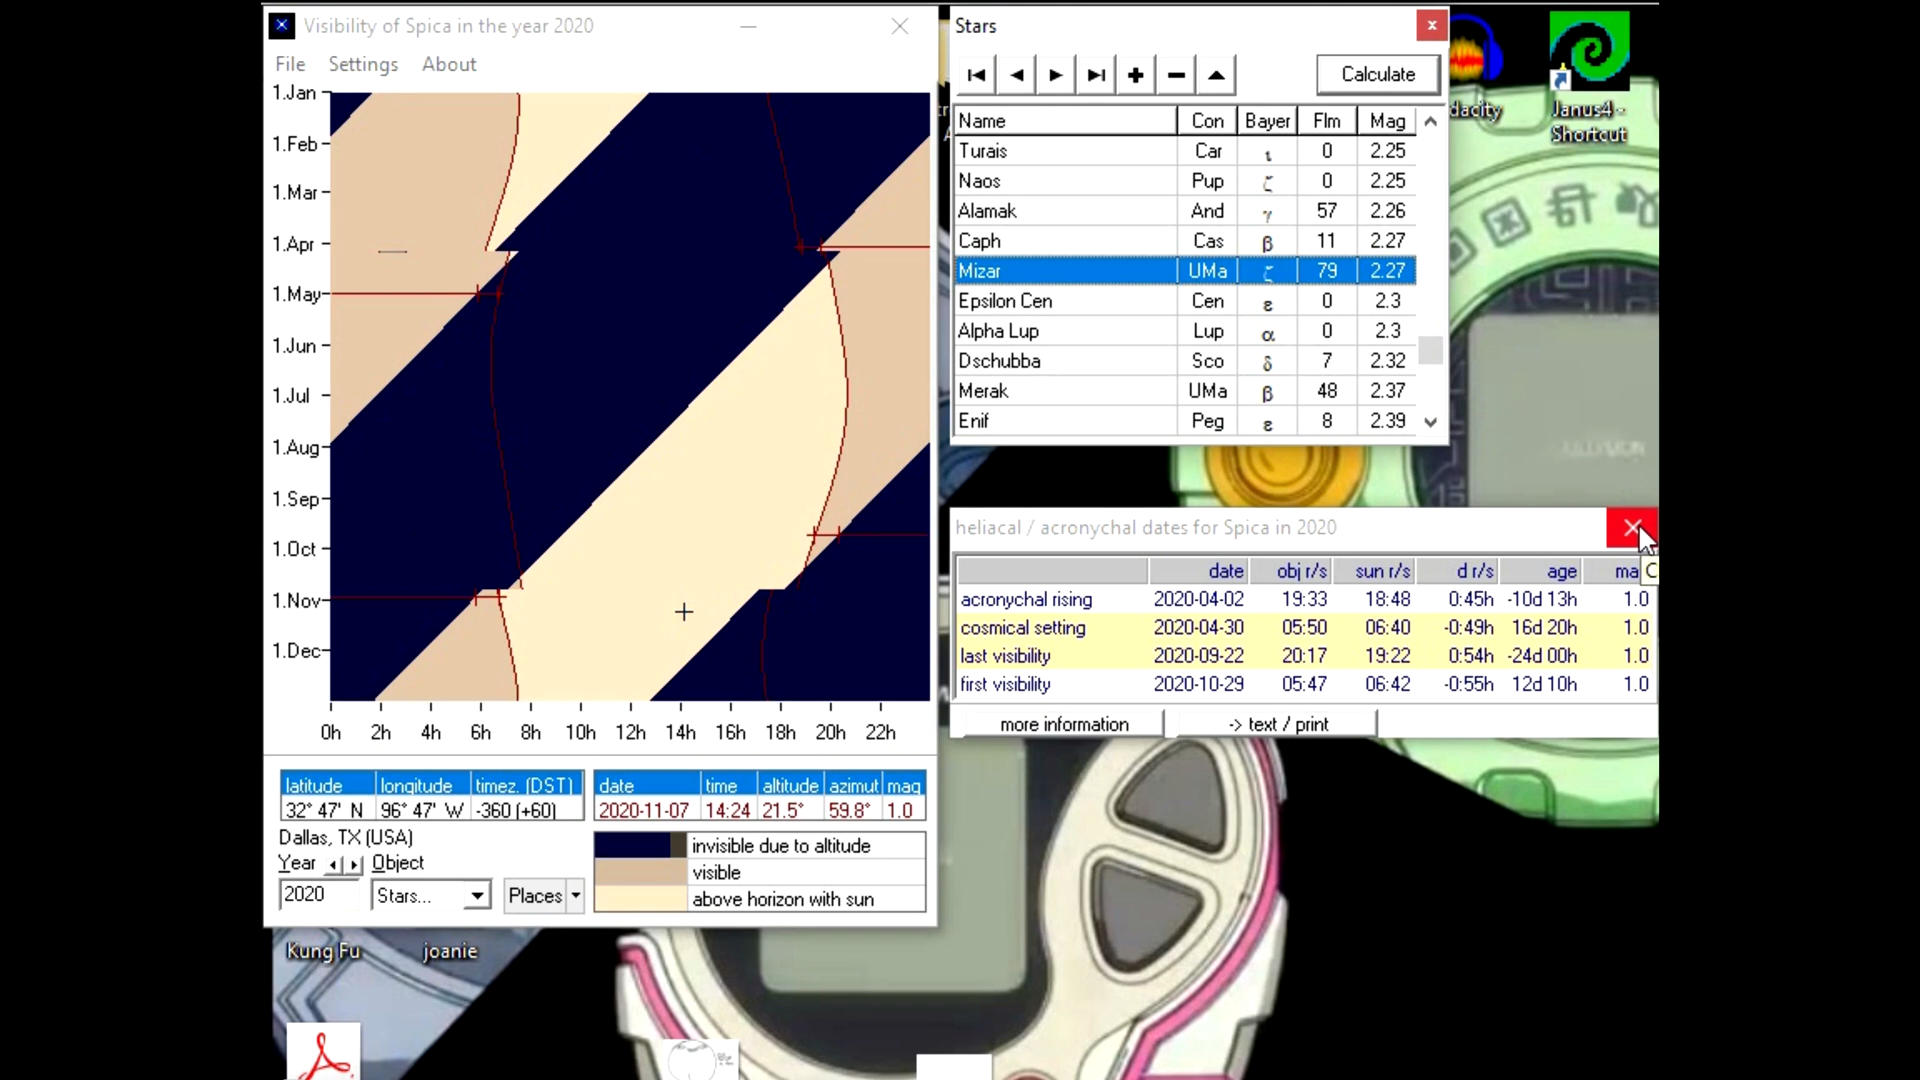 Visibility of Spica in the year 2020
File Settings About
1.Jan
1.Feb
1.Mar
1.Apr
1.May
1.Jun
1.Jul
1.Aug
1.Sep
1.Oct
1.Nov
1.Dec
0h 2h 4h 6h 8h 10h 12h 14h 16h 18h 20h 22h
latitude longitude timez. (DST)
32° 47' N 96° 47' W -360 (+60)
date time altitude azimut mag
2020-11-07 14:24 21.5° 59.8° 1.0
Dallas, TX (USA)
Year Object
2020 Stars... Places
invisible due to altitude
visible
above horizon with sun
Stars
Calculate
Name Con Bayer Flm Mag
Turais Car ι 0 2.25
Naos Pup ζ 0 2.25
Alamak And γ 57 2.26
Caph Cas β 11 2.27
Mizar UMa ζ 79 2.27
Epsilon Cen Cen ε 0 2.3
Alpha Lup Lup α 0 2.3
Dschubba Sco δ 7 2.32
Merak UMa β 48 2.37
Enif Peg ε 8 2.39
heliacal / acronychal dates for Spica in 2020
date obj r/s sun r/s d r/s age ma
acronychal rising 2020-04-02 19:33 18:48 0:45h -10d 13h 1.0
cosmical setting 2020-04-30 05:50 06:40 -0:49h 16d 20h 1.0
last visibility 2020-09-22 20:17 19:22 0:54h -24d 00h 1.0
first visibility 2020-10-29 05:47 06:42 -0:55h 12d 10h 1.0
more information -> text / print
dacity
Janus4 -
Shortcut
Kung Fu
joanie